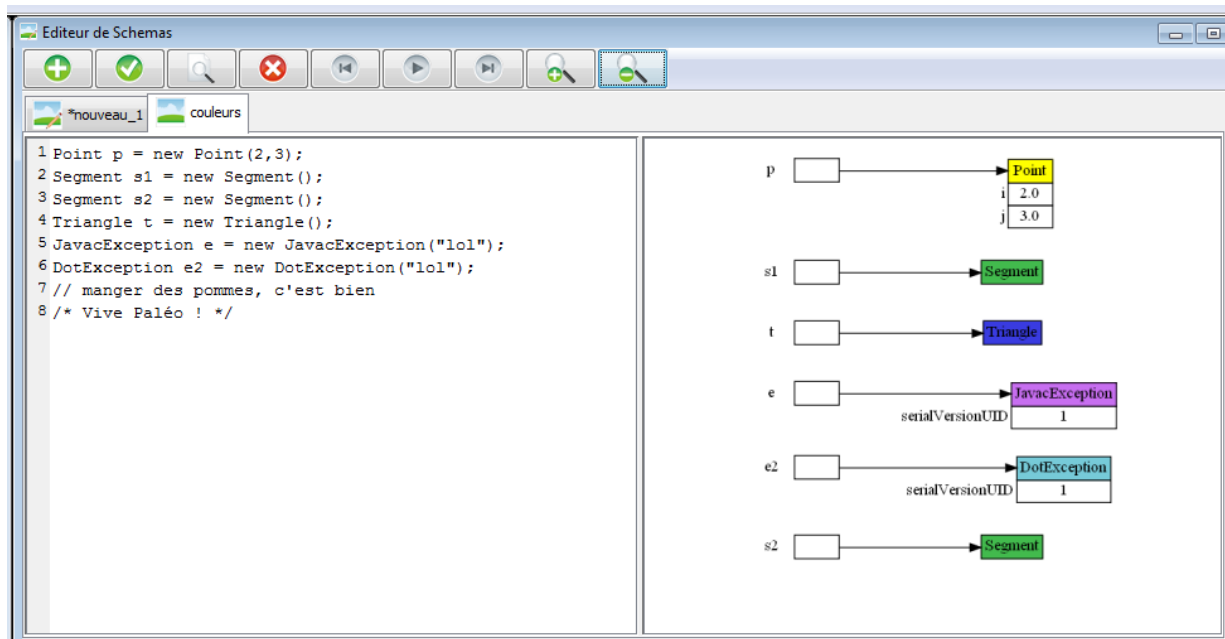 Editeur de Schemas
*nouveau_1
couleurs
1 Point p = new Point(2,3);
2 Segment s1 = new Segment();
3 Segment s2 = new Segment();
4 Triangle t = new Triangle();
5 JavacException e = new JavacException("lol");
6 DotException e2 = new DotException("lol");
7 // manger des pommes, c'est bien
8 /* Vive Paléo ! */
p Point
i 2.0
j 3.0
s1 Segment
t Triangle
e JavacException
serialVersionUID 1
e2 DotException
serialVersionUID 1
s2 Segment